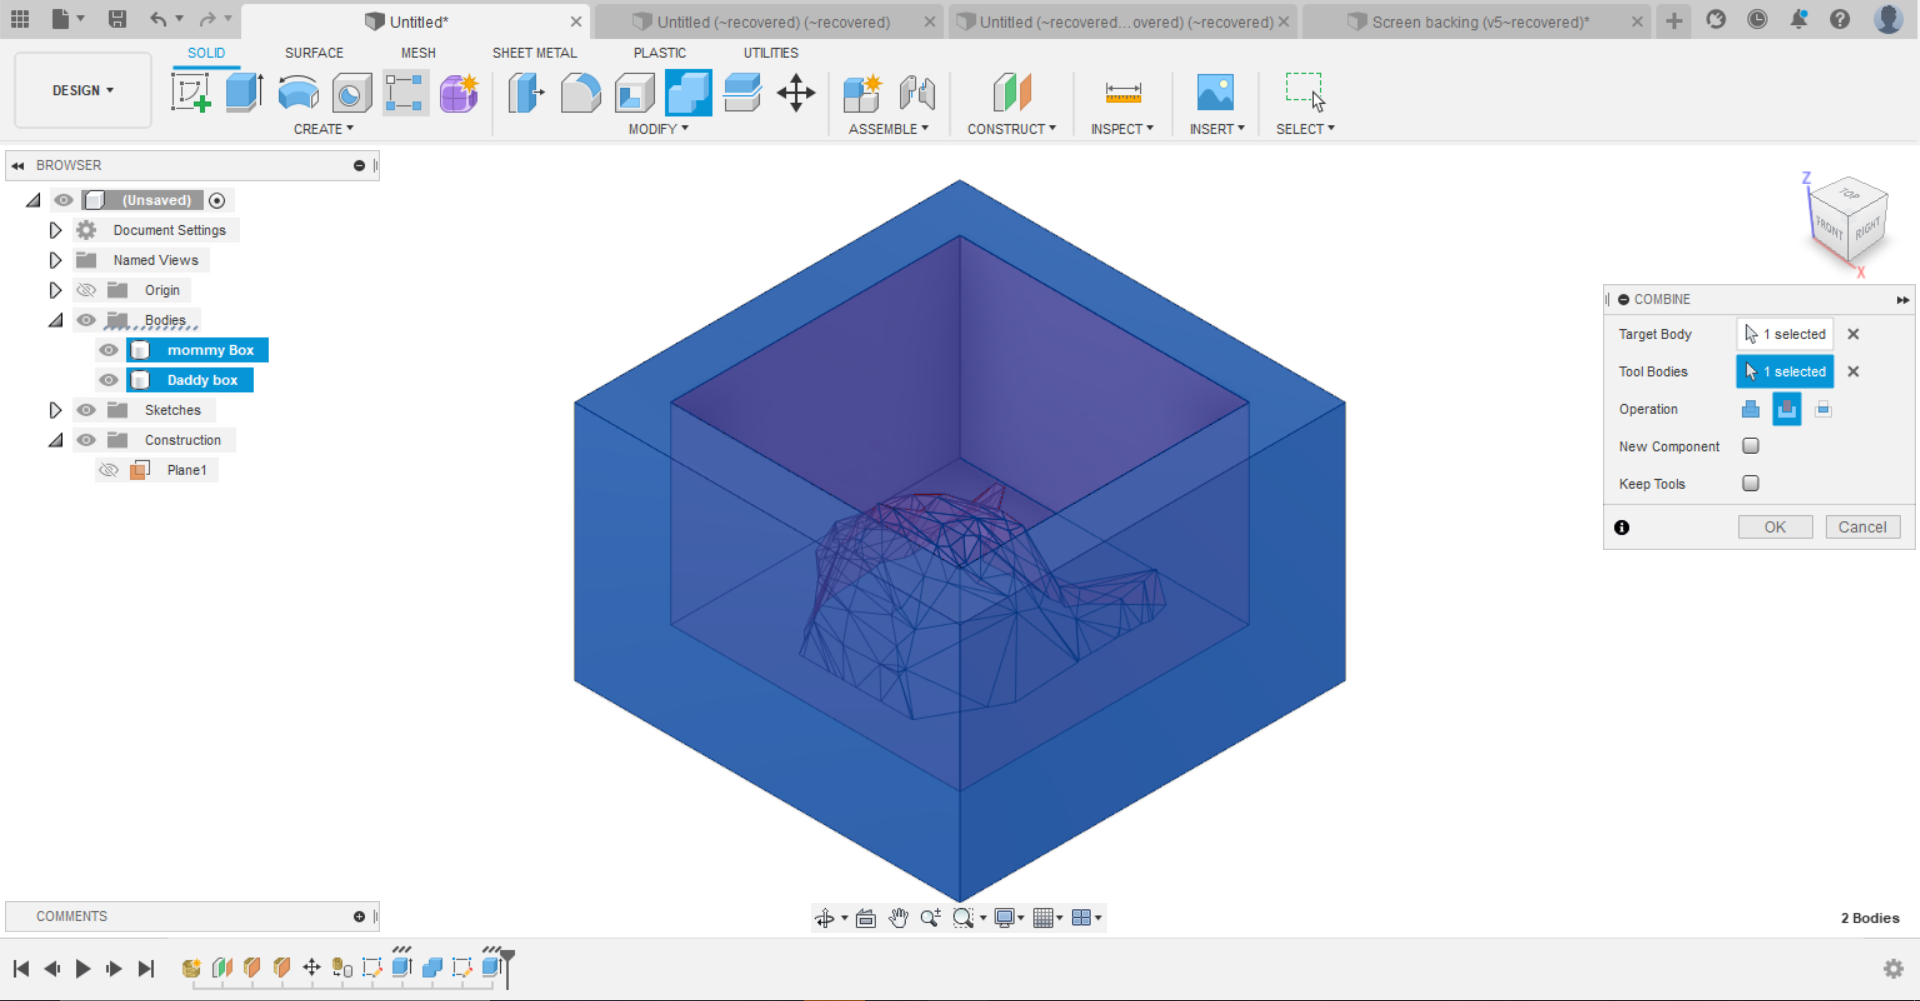 Untitled*
Untitled (~recovered) (~recovered)
Untitled (~recovered...overed) (~recovered)
Screen backing (v5~recovered)*
DESIGN
SOLID
SURFACE
MESH
SHEET METAL
PLASTIC
UTILITIES
CREATE
MODIFY
ASSEMBLE
CONSTRUCT
INSPECT
INSERT
SELECT
BROWSER
(Unsaved)
Document Settings
Named Views
Origin
Bodies
mommy Box
Daddy box
Sketches
Construction
Plane1
Z
TOP
FRONT
RIGHT
X
COMBINE
Target Body
1 selected
Tool Bodies
1 selected
Operation
New Component
Keep Tools
OK
Cancel
COMMENTS
2 Bodies